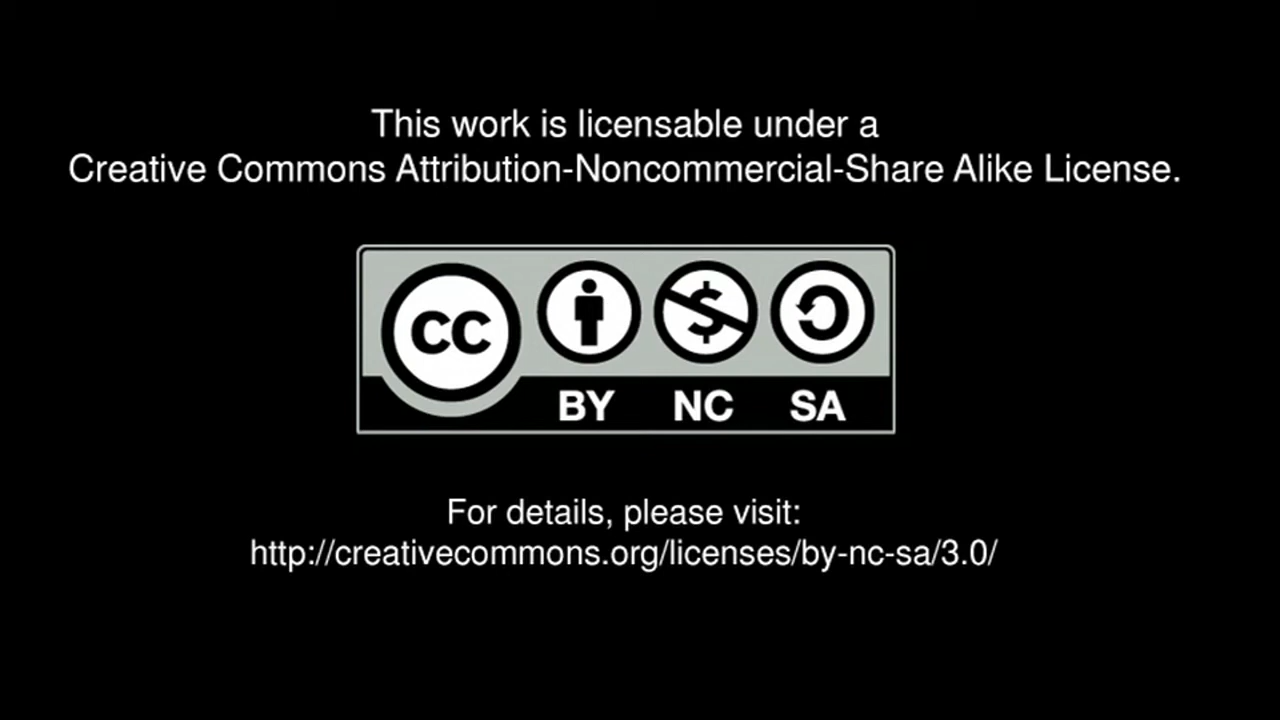 This work is licensable under a
Creative Commons Attribution-Noncommercial-Share Alike License.
cc
BY NC SA
For details, please visit:
http://creativecommons.org/licenses/by-nc-sa/3.0/